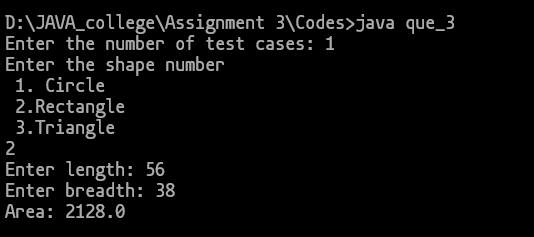 D:\JAVA_college\Assignment 3\Codes>java que_3
Enter the number of test cases: 1
Enter the shape number
 1. Circle
 2.Rectangle
 3.Triangle
2
Enter length: 56
Enter breadth: 38
Area: 2128.0